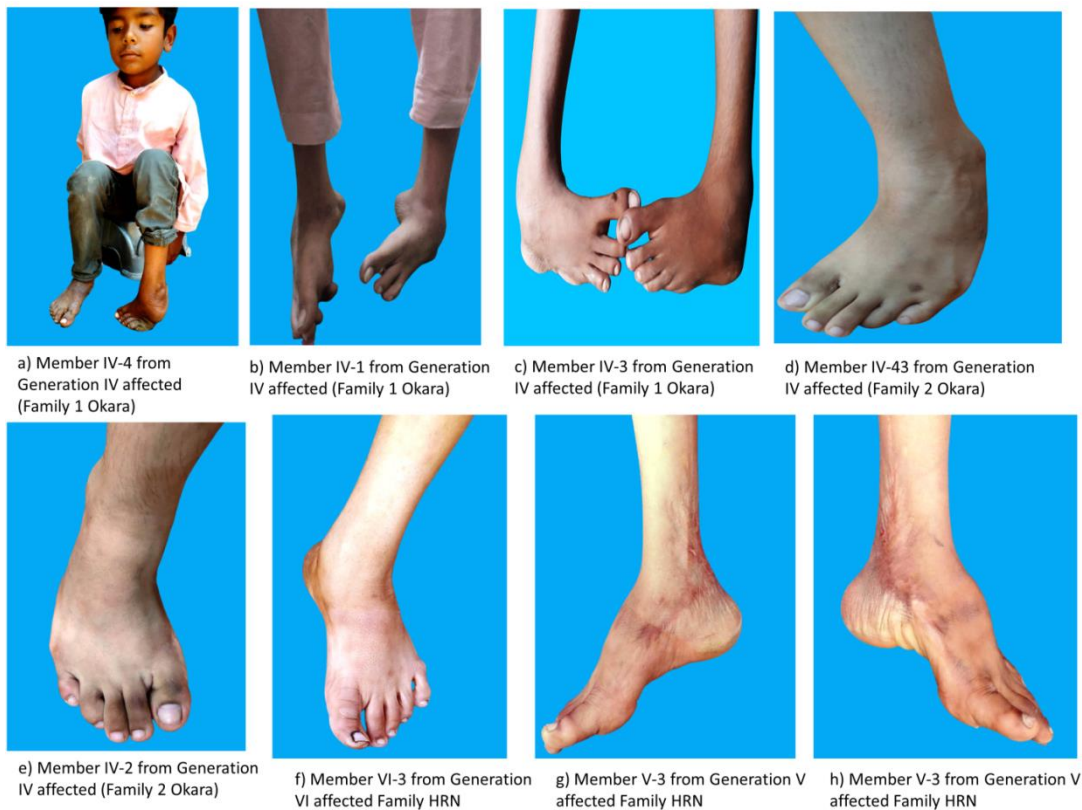 a) Member IV-4 from
Generation IV affected
(Family 1 Okara)
b) Member IV-1 from Generation
IV affected (Family 1 Okara)
c) Member IV-3 from Generation
IV affected (Family 1 Okara)
d) Member IV-43 from Generation
IV affected (Family 2 Okara)
e) Member IV-2 from Generation
IV affected (Family 2 Okara)
f) Member VI-3 from Generation
VI affected Family HRN
g) Member V-3 from Generation V
affected Family HRN
h) Member V-3 from Generation V
affected Family HRN